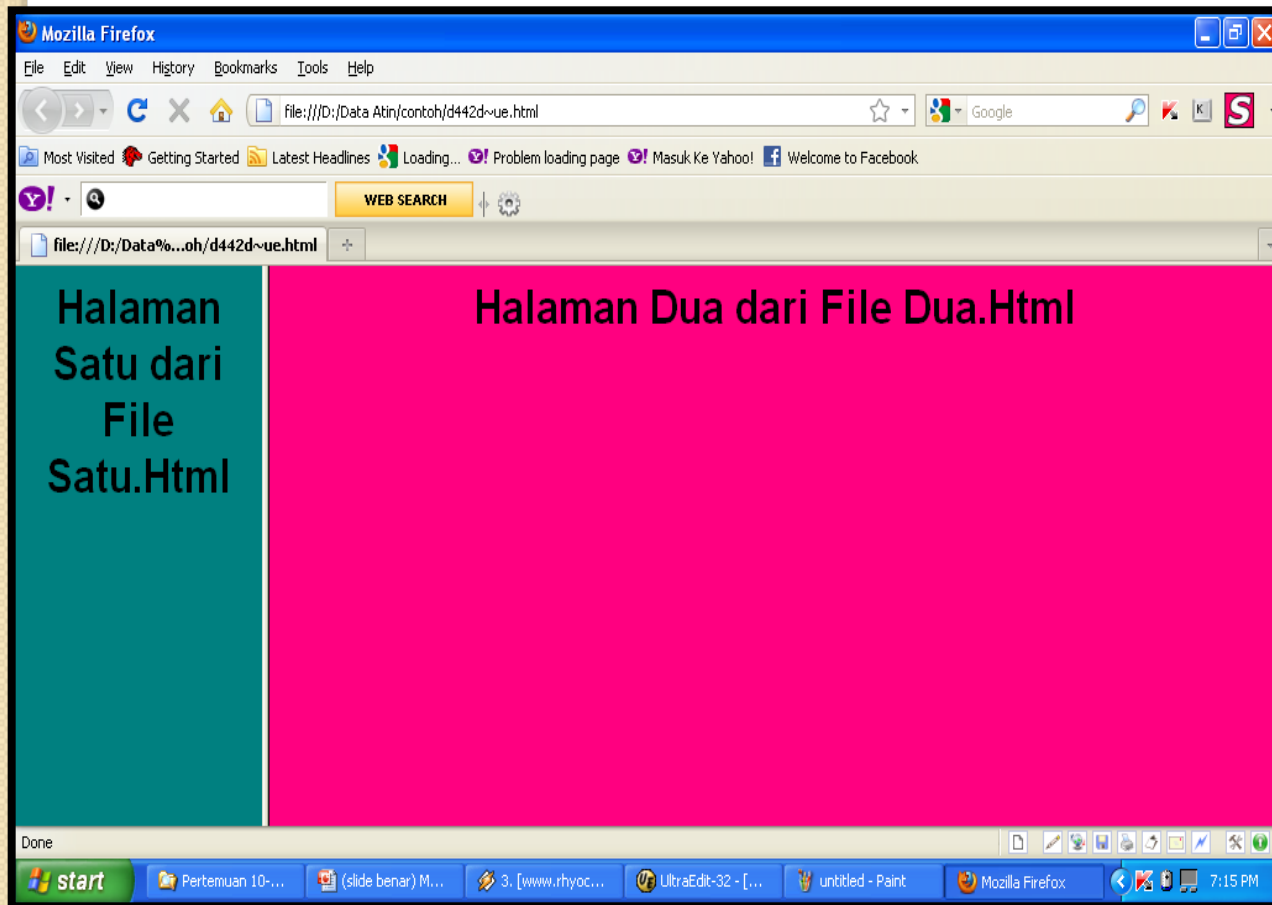 Mozilla Firefox
File Edit View History Bookmarks Tools Help
file:///D:/Data Atin/contoh/d442d~ue.html Google K S
Most Visited Getting Started Latest Headlines Loading... Problem loading page Masuk Ke Yahoo! Welcome to Facebook
Y! WEB SEARCH
file:///D:/Data%...oh/d442d~ue.html
Halaman
Satu dari
File
Satu.Html
Halaman Dua dari File Dua.Html
Done
start Pertemuan 10-... (slide benar) M... 3. [www.rhyoc... UltraEdit-32 - [... untitled - Paint Mozilla Firefox 7:15 PM